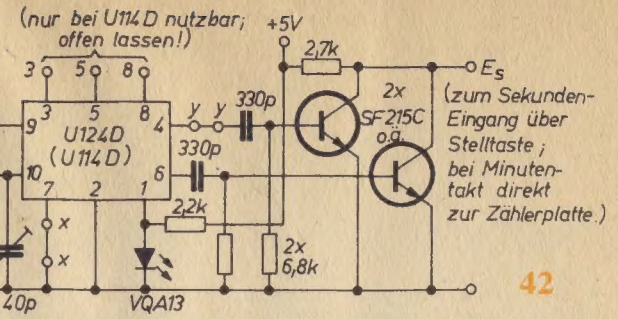 (nur bei U114D nutzbar;
offen lassen!)
+5V
3 5 8
2,7k
Es
3 5 8
9
U124D
(U114D)
4
y y
330p
2x
SF215C
o.ä.
(zum Sekunden-
Eingang über
Stelltaste;
bei Minuten-
takt direkt
zur Zählerplatte.)
10
6
330p
7 2 1
2,2k
x
x
2x
6,8k
40p
VQA13
42